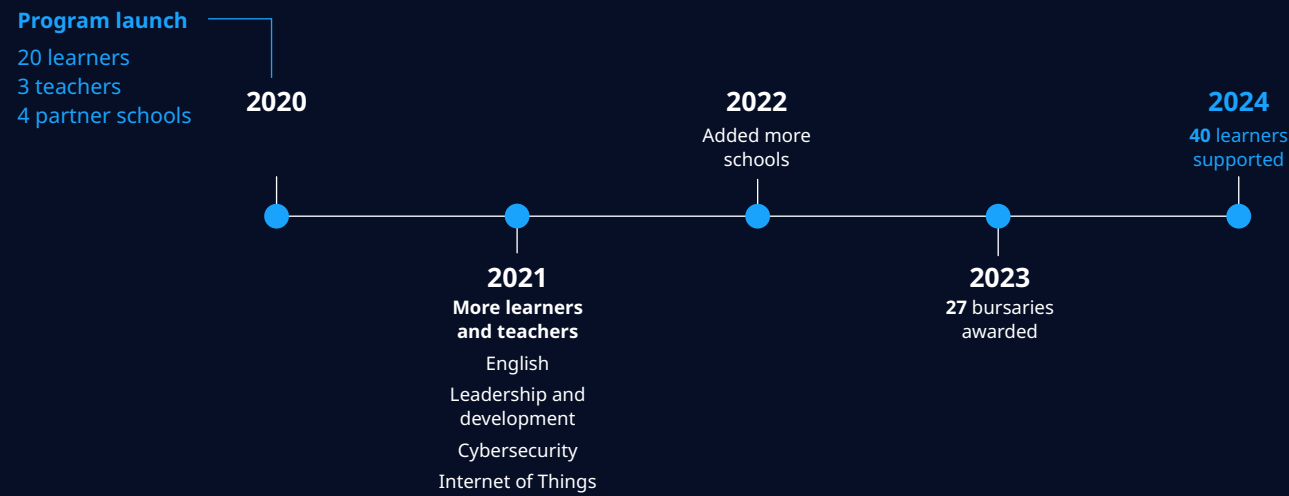 Program launch
20 learners
3 teachers
4 partner schools
2020
2021
More learners
and teachers
English
Leadership and
development
Cybersecurity
Internet of Things
2022
Added more
schools
2023
27 bursaries
awarded
2024
40 learners
supported